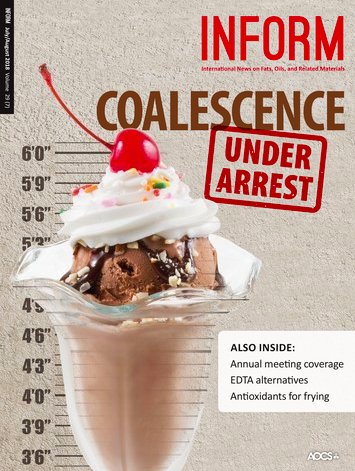 INFORM July/August 2018 Volume 29 (7)
INFORM
International News on Fats, Oils, and Related Materials
COALESCENCE
UNDER
ARREST
6'0"
5'9"
5'6"
5'3"
4'6"
4'3"
4'0"
3'9"
3'6"
ALSO INSIDE:
Annual meeting coverage
EDTA alternatives
Antioxidants for frying
AOCS